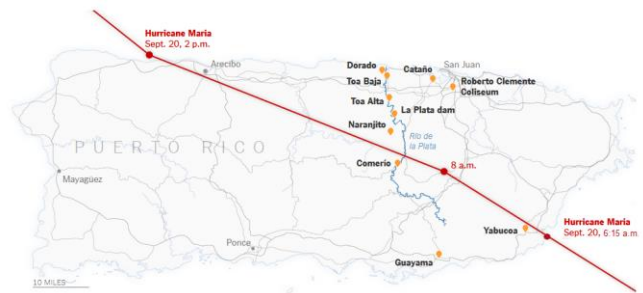 Hurricane Maria
Sept. 20, 2 p.m.
Arecibo
Dorado
Toa Baja
Cataño
San Juan
Roberto Clemente
Coliseum
Toa Alta
La Plata dam
Naranjito
Río de
la Plata
PUERTO RICO
Comerío
8 a.m.
Mayagüez
Hurricane Maria
Sept. 20, 6:15 a.m.
Yabucoa
Ponce
Guayama
10 MILES